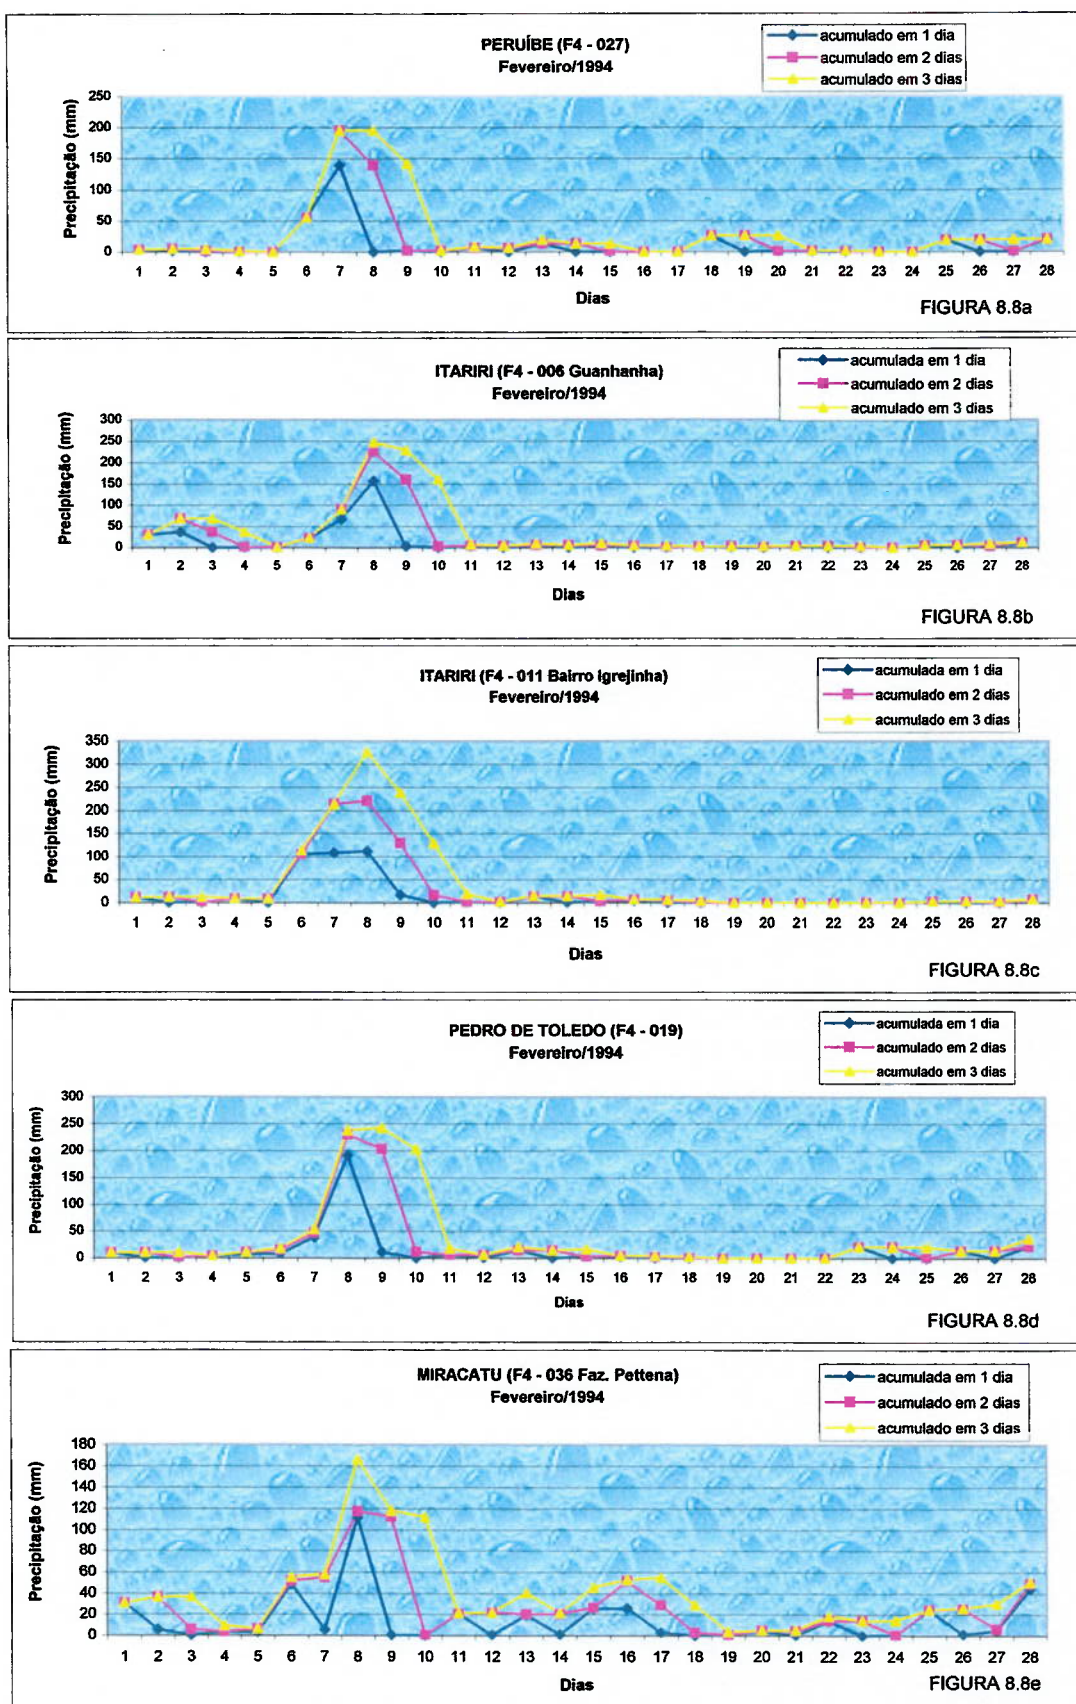 PERUÍBE (F4 - 027)
Fevereiro/1994
acumulado em 1 dia
acumulado em 2 dias
acumulado em 3 dias
Precipitação (mm)
250
200
150
100
50
0
1 2 3 4 5 6 7 8 9 10 11 12 13 14 15 16 17 18 19 20 21 22 23 24 25 26 27 28
Dias
FIGURA 8.8a
ITARIRI (F4 - 006 Guanhanha)
Fevereiro/1994
acumulada em 1 dia
acumulado em 2 dias
acumulado em 3 dias
Precipitação (mm)
300
250
200
150
100
50
0
1 2 3 4 5 6 7 8 9 10 11 12 13 14 15 16 17 18 19 20 21 22 23 24 25 26 27 28
Dias
FIGURA 8.8b
ITARIRI (F4 - 011 Bairro Igrejinha)
Fevereiro/1994
acumulada em 1 dia
acumulado em 2 dias
acumulado em 3 dias
Precipitação (mm)
350
300
250
200
150
100
50
0
1 2 3 4 5 6 7 8 9 10 11 12 13 14 15 16 17 18 19 20 21 22 23 24 25 26 27 28
Dias
FIGURA 8.8c
PEDRO DE TOLEDO (F4 - 019)
Fevereiro/1994
acumulada em 1 dia
acumulado em 2 dias
acumulado em 3 dias
Precipitação (mm)
300
250
200
150
100
50
0
1 2 3 4 5 6 7 8 9 10 11 12 13 14 15 16 17 18 19 20 21 22 23 24 25 26 27 28
Dias
FIGURA 8.8d
MIRACATU (F4 - 036 Faz. Pettena)
Fevereiro/1994
acumulada em 1 dia
acumulado em 2 dias
acumulado em 3 dias
Precipitação (mm)
180
160
140
120
100
80
60
40
20
0
1 2 3 4 5 6 7 8 9 10 11 12 13 14 15 16 17 18 19 20 21 22 23 24 25 26 27 28
Dias
FIGURA 8.8e